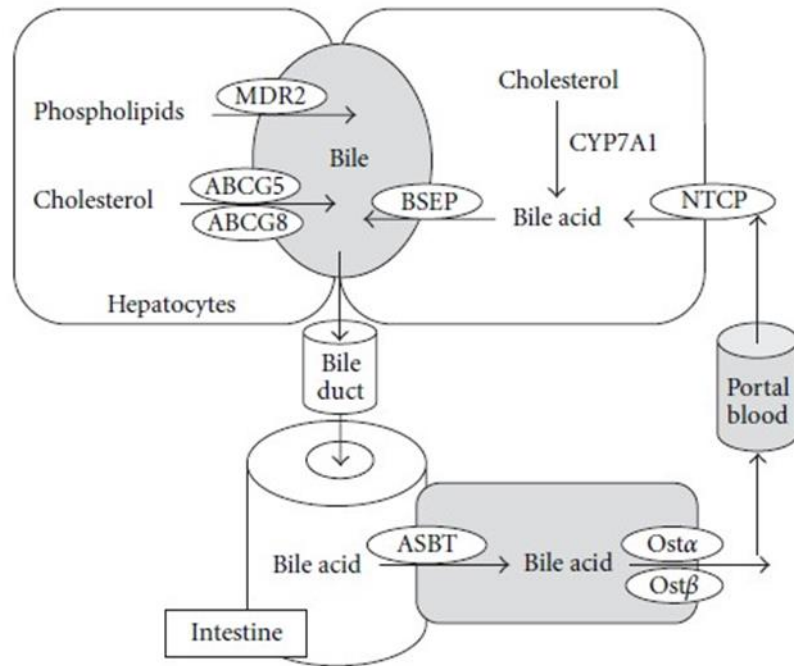 Phospholipids
MDR2
Cholesterol
ABCG5
ABCG8
Bile
Hepatocytes
Cholesterol
CYP7A1
BSEP
Bile acid
NTCP
Bile
duct
Portal
blood
Bile acid
ASBT
Bile acid
Ostα
Ostβ
Intestine